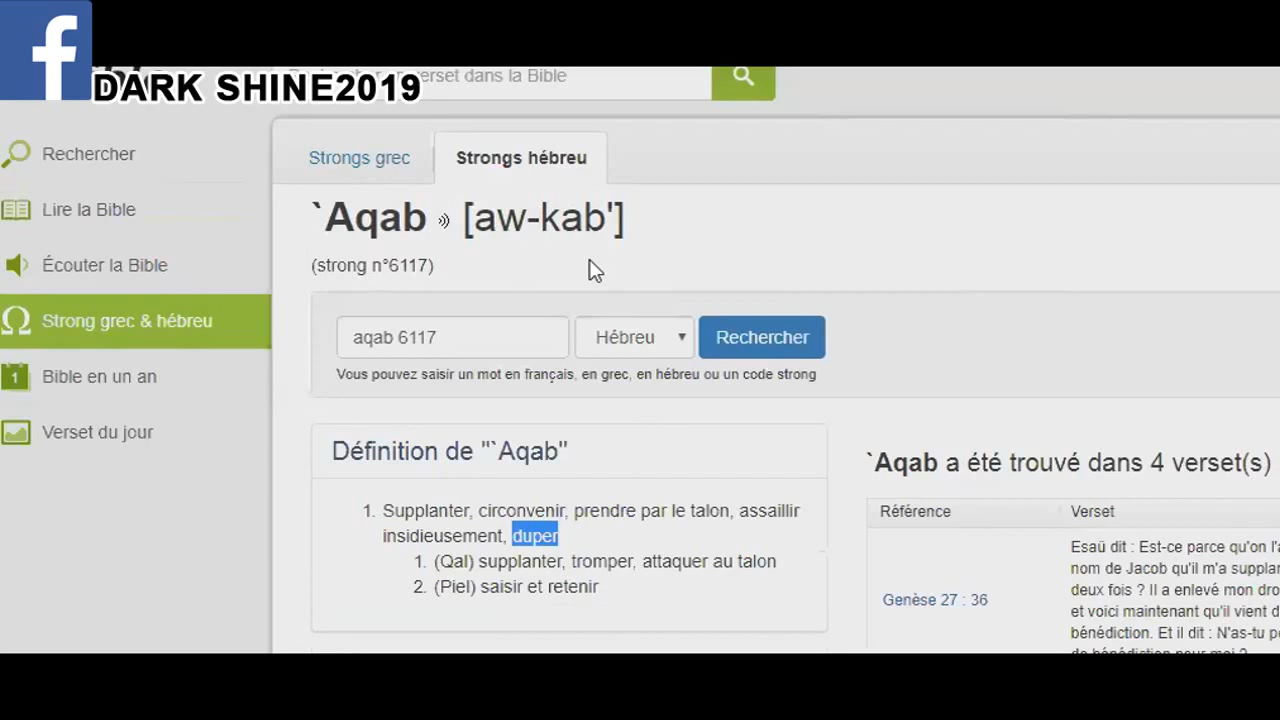 f
DARK SHINE2019
verset dans la Bible
Rechercher
Lire la Bible
Écouter la Bible
Strong grec & hébreu
1
Bible en un an
Verset du jour
Strongs grec
Strongs hébreu
`Aqab [aw-kab']
(strong n°6117)
aqab 6117
Hébreu
Rechercher
Vous pouvez saisir un mot en français, en grec, en hébreu ou un code strong
Définition de "`Aqab"
1. Supplanter, circonvenir, prendre par le talon, assaillir
insidieusement, duper
1. (Qal) supplanter, tromper, attaquer au talon
2. (Piel) saisir et retenir
`Aqab a été trouvé dans 4 verset(s)
Référence
Verset
Genèse 27 : 36
Esaü dit : Est-ce parce qu'on l'a
nom de Jacob qu'il m'a supplan
deux fois ? Il a enlevé mon dro
et voici maintenant qu'il vient d
bénédiction. Et il dit : N'as-tu p
de bénédiction pour moi ?